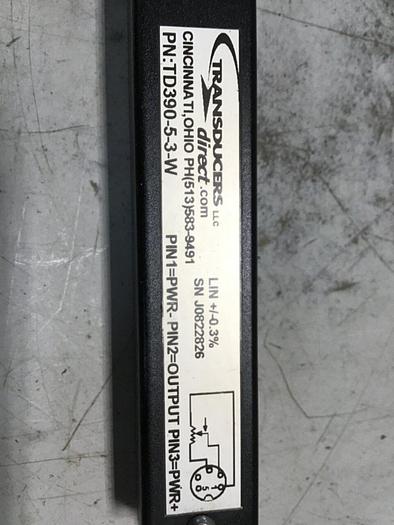 TRANSDUCERS LLC
direct.com
CINCINNATI,OHIO PH(513)583-9491
PN:TD390-5-3-W
LIN +/-0.3%
SN J0822826
PIN1=PWR- PIN2=OUTPUT PIN3=PWR+